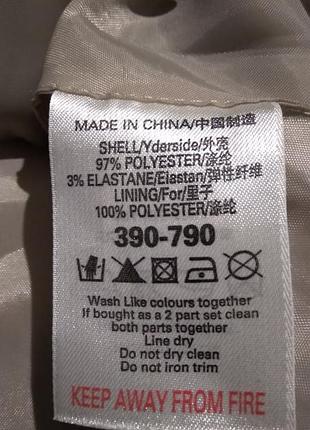 MADE IN CHINA/中国制造
SHELL/Yderside/外壳
97% POLYESTER/涤纶
3% ELASTANE/Elastan/弹性纤维
LINING/For/里子
100% POLYESTER/涤纶
390-790
Wash Like colours together
If bought as a 2 part set clean
both parts together
Line dry
Do not dry clean
Do not iron trim
KEEP AWAY FROM FIRE